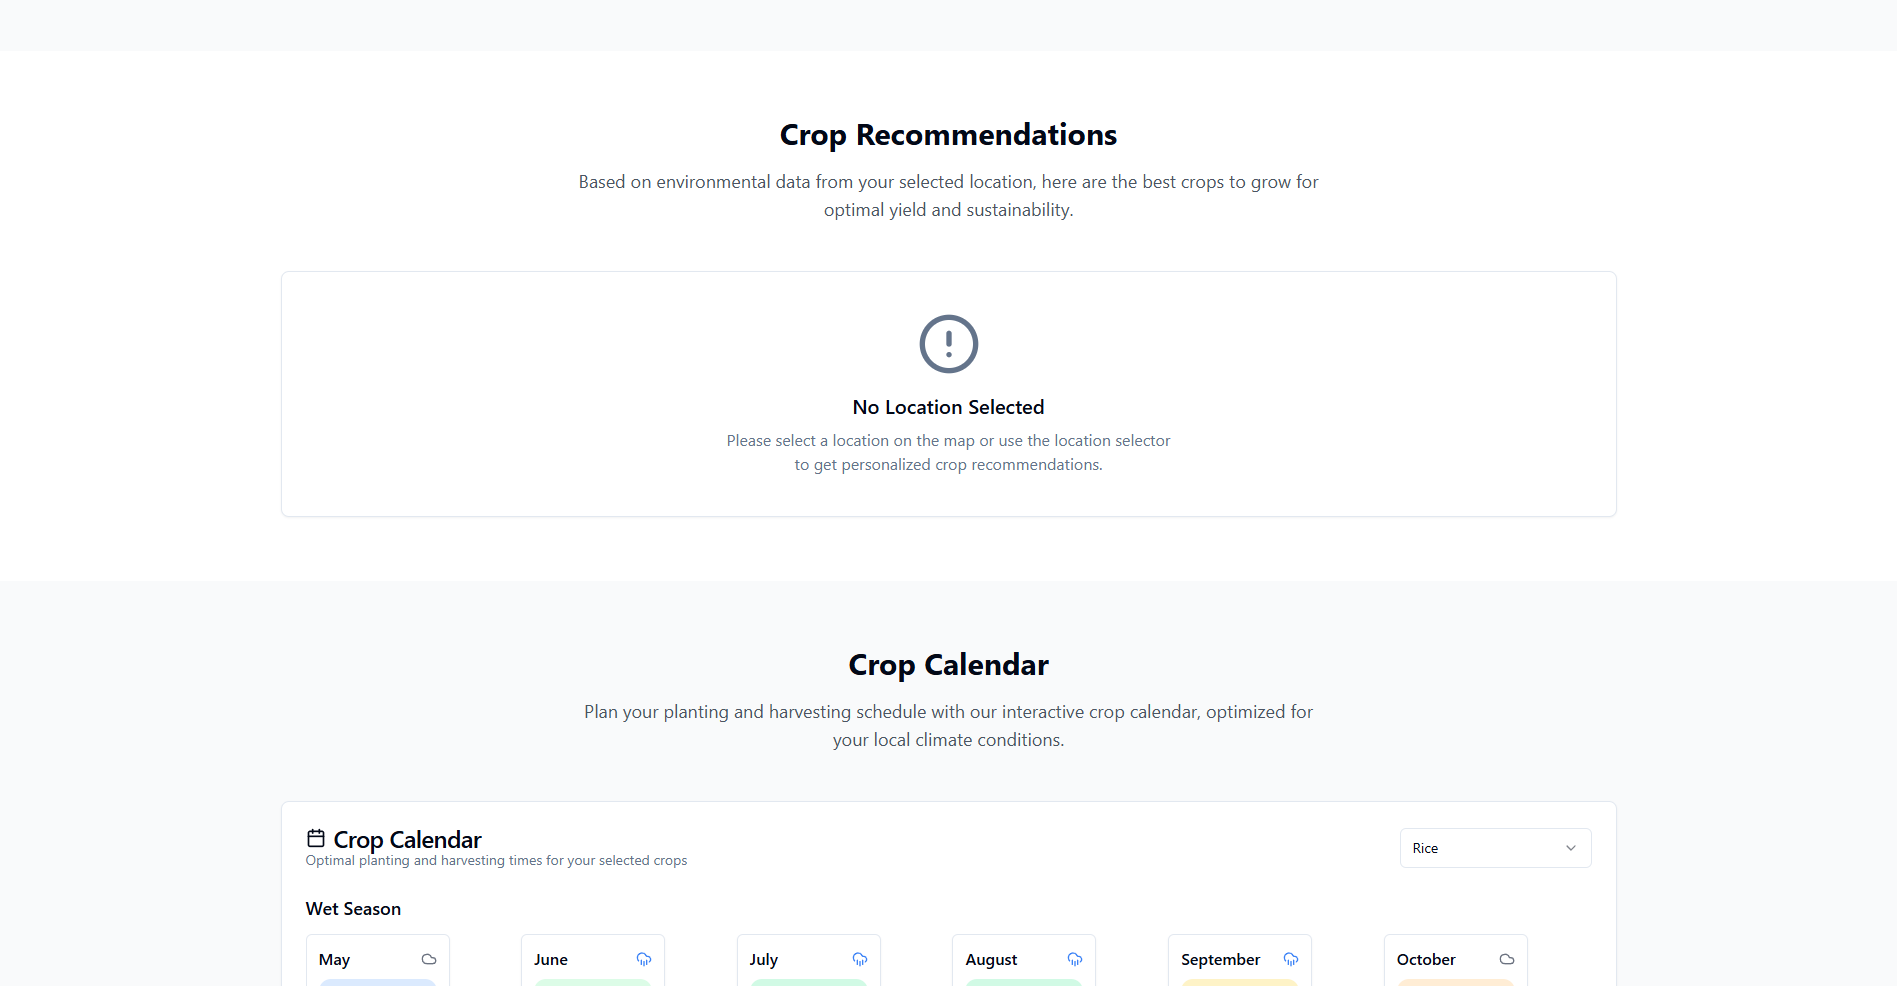 Crop Recommendations
Based on environmental data from your selected location, here are the best crops to grow for
optimal yield and sustainability.
No Location Selected
Please select a location on the map or use the location selector
to get personalized crop recommendations.
Crop Calendar
Plan your planting and harvesting schedule with our interactive crop calendar, optimized for
your local climate conditions.
Crop Calendar
Optimal planting and harvesting times for your selected crops
Rice
Wet Season
May
June
July
August
September
October